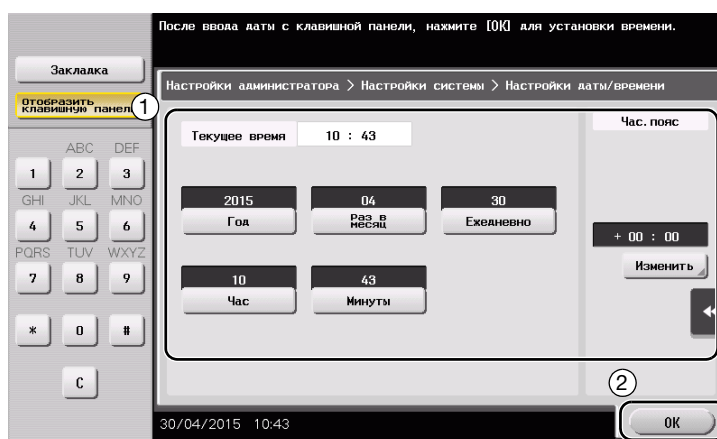 После ввода даты с клавишной панели, нажмите [OK] для установки времени.
Закладка
Отобразить
клавишную панель
1
Настройки администратора > Настройки системы > Настройки даты/времени
Текущее время 10 : 43
Час.пояс
ABC DEF
1 2 3
GHI JKL MNO
4 5 6
PQRS TUV WXYZ
7 8 9
* 0 #
C
2015 04 30
Год Раз в месяц Ежедневно
10 43
Час Минуты
+ 00 : 00
Изменить
2
30/04/2015 10:43
OK